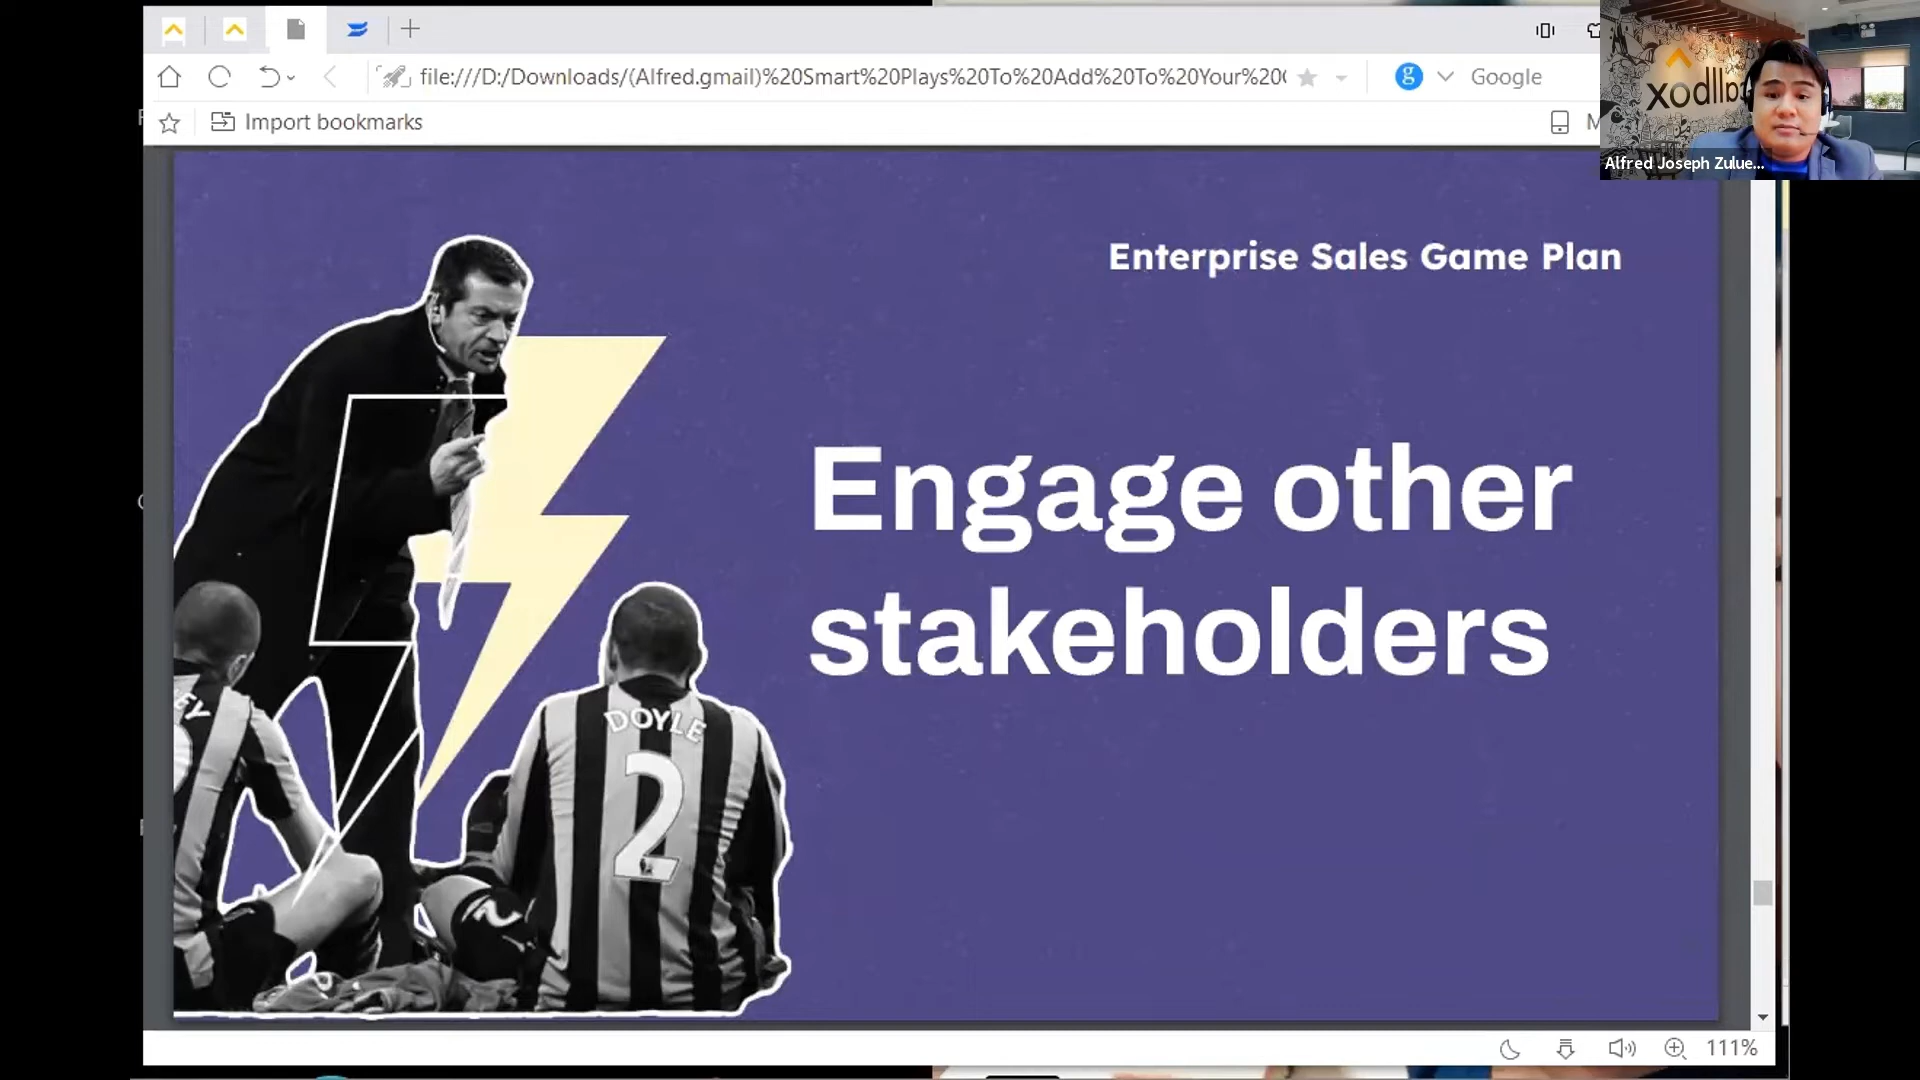 file:///D:/Downloads/(Alfred.gmail)%20Smart%20Plays%20To%20Add%20To%20Your%20(
Google
Import bookmarks
Alfred Joseph Zulue...
Enterprise Sales Game Plan
Engage other
stakeholders
DOYLE
2
111%